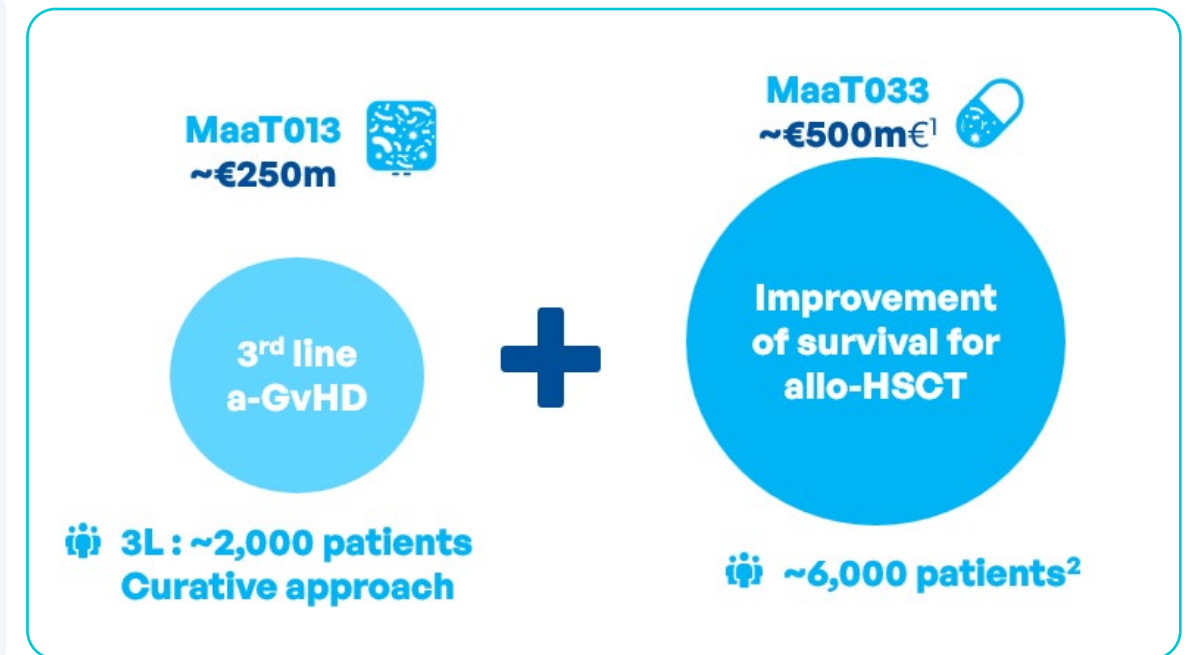 MaaT013
~€250m
3rd line
a-GvHD
3L : ~2,000 patients
Curative approach
MaaT033
~€500m€1
Improvement
of survival for
allo-HSCT
~6,000 patients2